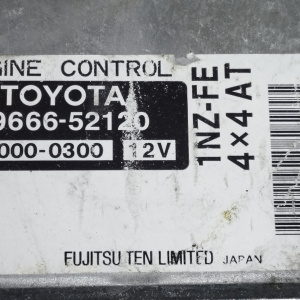 GINE CONTROL
TOYOTA
9666-52120
000-0300 12V
FUJITSU TEN LIMITED JAPAN
1NZ-FE
4×4 AT